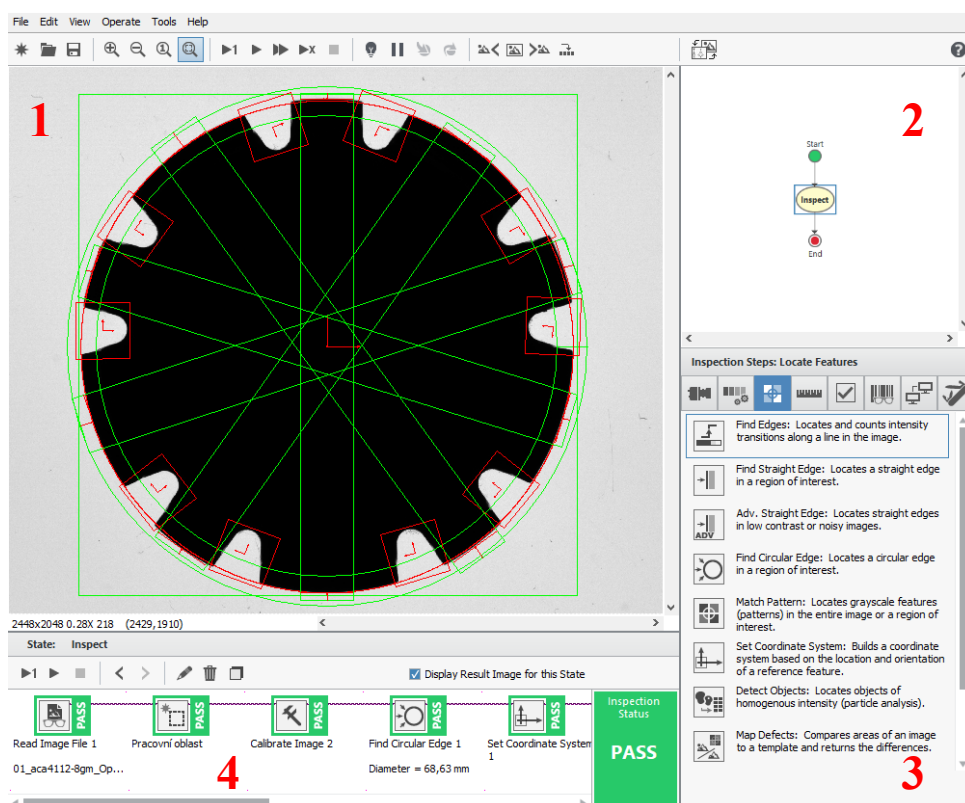 File Edit View Operate Tools Help
1
2
Start
Inspect
End
2448x2048 0.28X 218 (2429,1910)
Inspection Steps: Locate Features
Find Edges: Locates and counts intensity
transitions along a line in the image.
Find Straight Edge: Locates a straight edge
in a region of interest.
ADV
Adv. Straight Edge: Locates straight edges
in low contrast or noisy images.
Find Circular Edge: Locates a circular edge
in a region of interest.
Match Pattern: Locates grayscale features
(patterns) in the entire image or a region of
interest.
Set Coordinate System: Builds a coordinate
system based on the location and orientation
of a reference feature.
Detect Objects: Locates objects of
homogenous intensity (particle analysis).
Map Defects: Compares areas of an image
to a template and returns the differences.
3
State: Inspect
Display Result Image for this State
PASS
PASS
PASS
PASS
PASS
Read Image File 1
Pracovní oblast
Calibrate Image 2
Find Circular Edge 1
Set Coordinate System
1
01_aca4112-8gm_Op...
Diameter = 68,63 mm
4
Inspection
Status
PASS